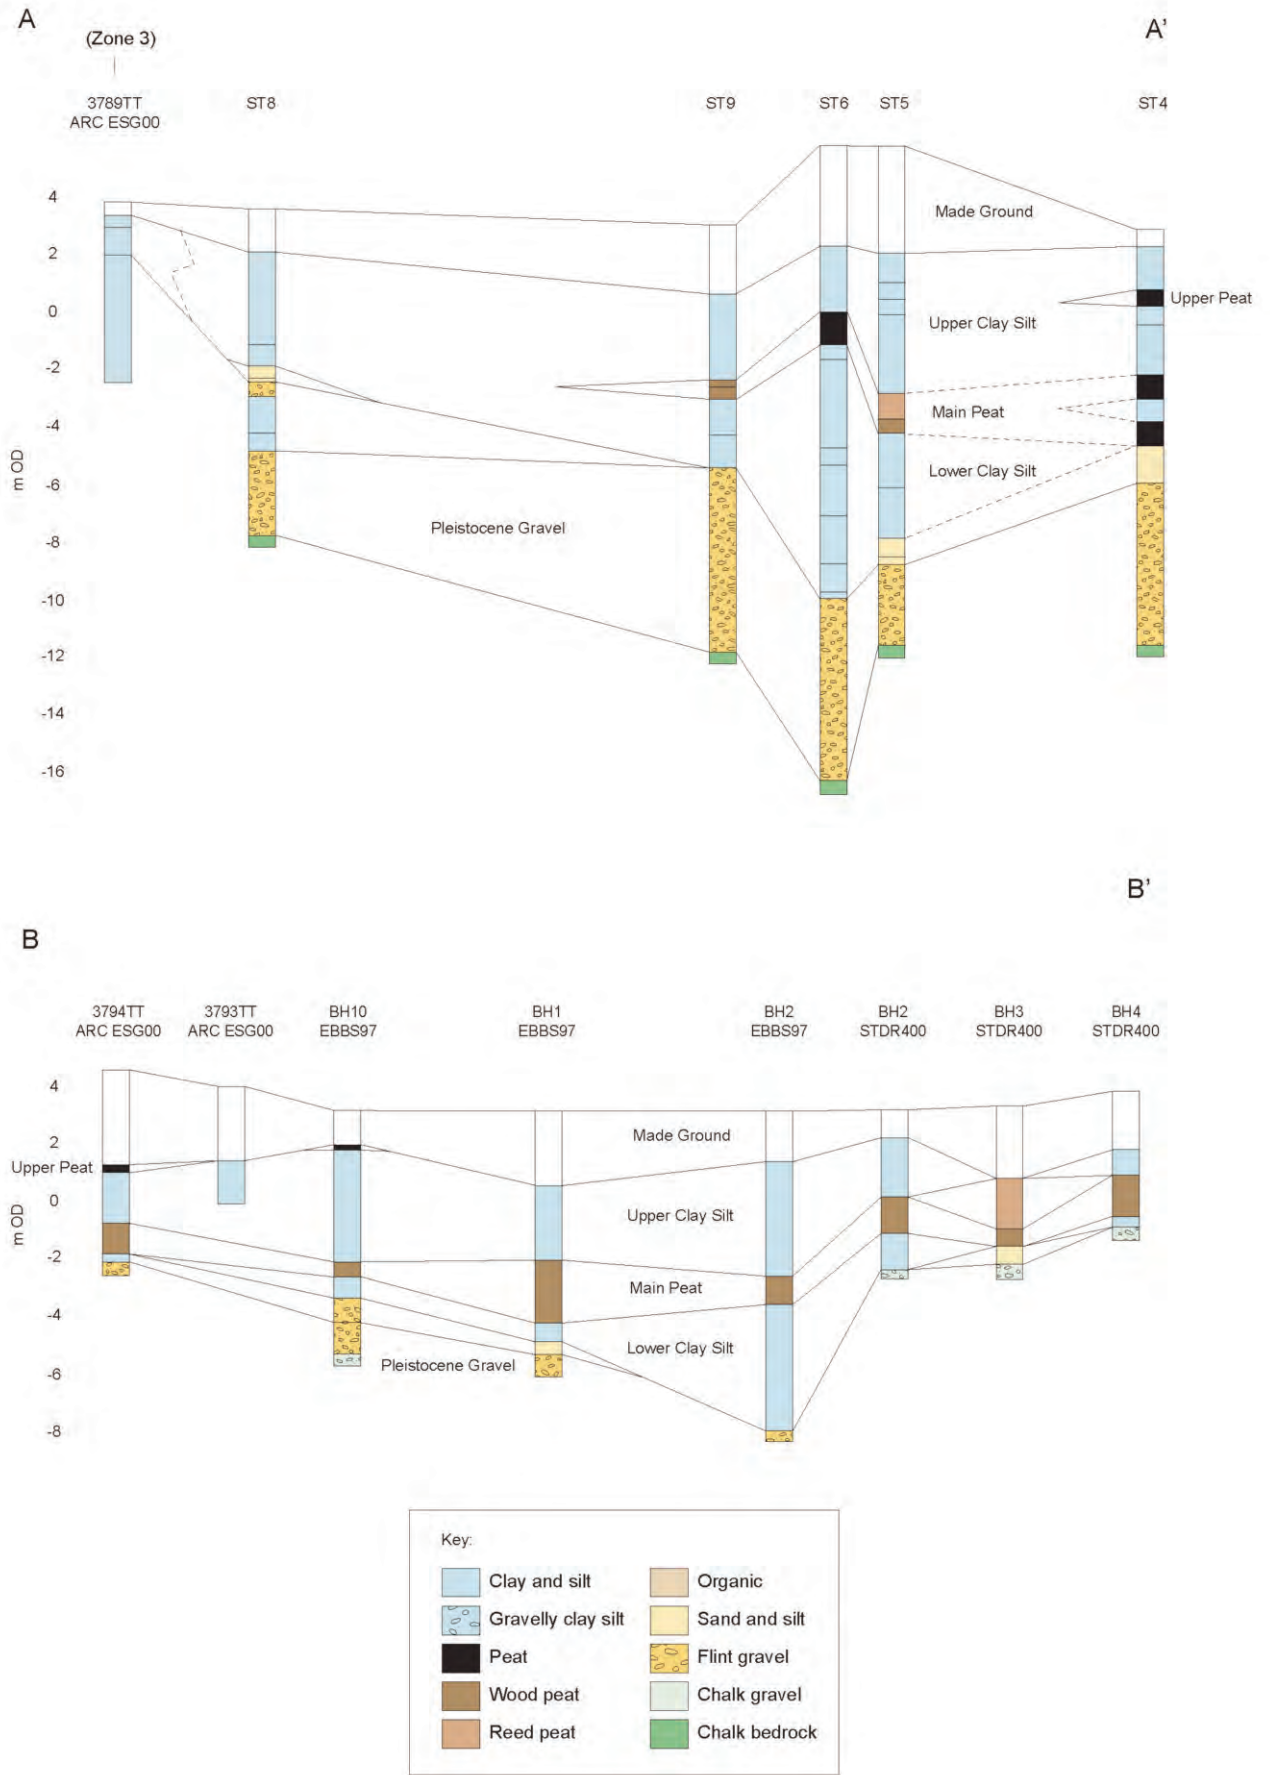 A
A'
(Zone 3)
3789TT
ARC ESG00
ST8
ST9
ST6
ST5
ST4
4
2
0
-2
-4
-6
-8
-10
-12
-14
-16
m OD
Made Ground
Upper Peat
Upper Clay Silt
Main Peat
Lower Clay Silt
Pleistocene Gravel
B'
B
3794TT
ARC ESG00
3793TT
ARC ESG00
BH10
EBBS97
BH1
EBBS97
BH2
EBBS97
BH2
STDR400
BH3
STDR400
BH4
STDR400
4
2
0
-2
-4
-6
-8
m OD
Made Ground
Upper Peat
Upper Clay Silt
Main Peat
Lower Clay Silt
Pleistocene Gravel
Key:
Clay and silt
Gravelly clay silt
Peat
Wood peat
Reed peat
Organic
Sand and silt
Flint gravel
Chalk gravel
Chalk bedrock